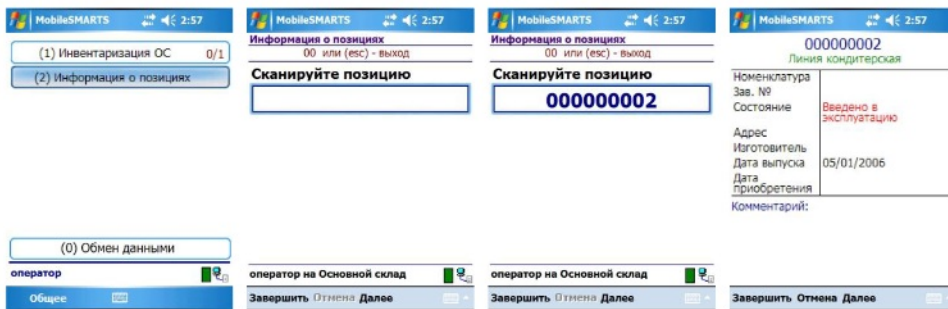 MobileSMARTS 2:57
(1) Инвентаризация ОС 0/1
(2) Информация о позициях
(0) Обмен данными
оператор
Общее
MobileSMARTS 2:57
Информация о позициях
00 или (esc) - выход
Сканируйте позицию
оператор на Основной склад
Завершить Отмена Далее
MobileSMARTS 2:57
Информация о позициях
00 или (esc) - выход
Сканируйте позицию
000000002
оператор на Основной склад
Завершить Отмена Далее
MobileSMARTS 2:57
000000002
Линия кондитерская
Номенклатура
Зав. №
Состояние Введено в
эксплуатацию
Адрес
Изготовитель
Дата выпуска 05/01/2006
Дата
приобретения
Комментарий:
Завершить Отмена Далее